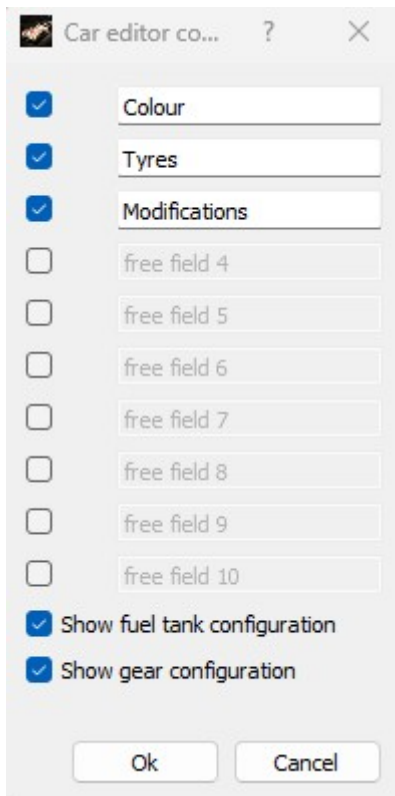 Car editor co... ?
Colour
Tyres
Modifications
free field 4
free field 5
free field 6
free field 7
free field 8
free field 9
free field 10
Show fuel tank configuration
Show gear configuration
Ok Cancel